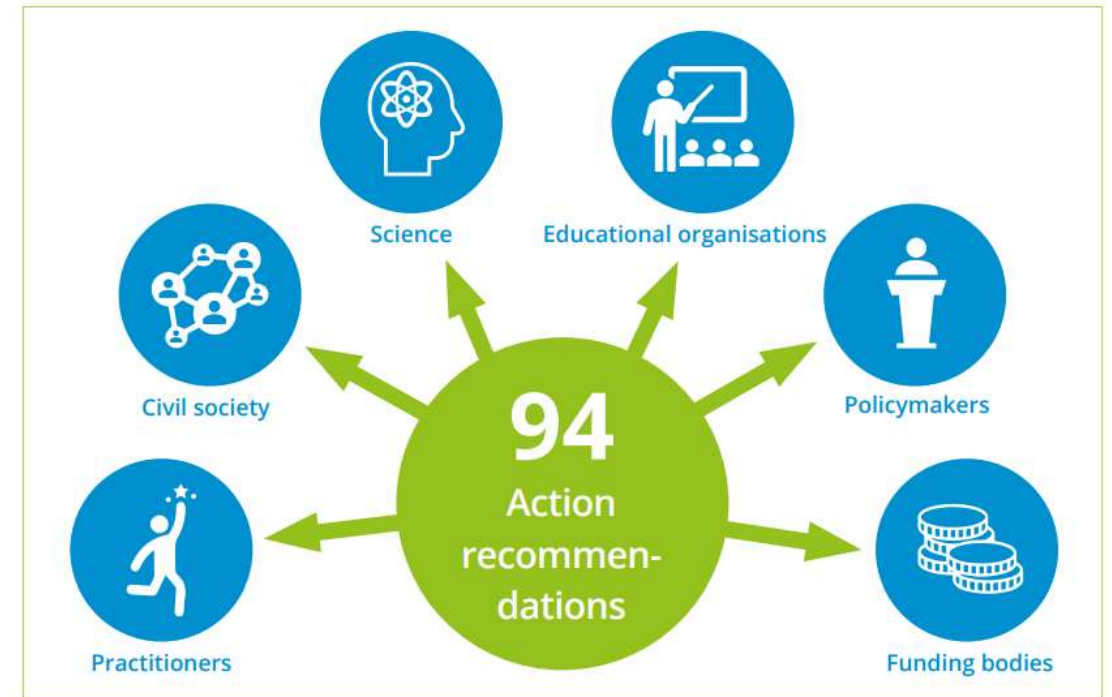 Science
Educational organisations
Civil society
Policymakers
94
Action
recommen-
dations
Practitioners
Funding bodies